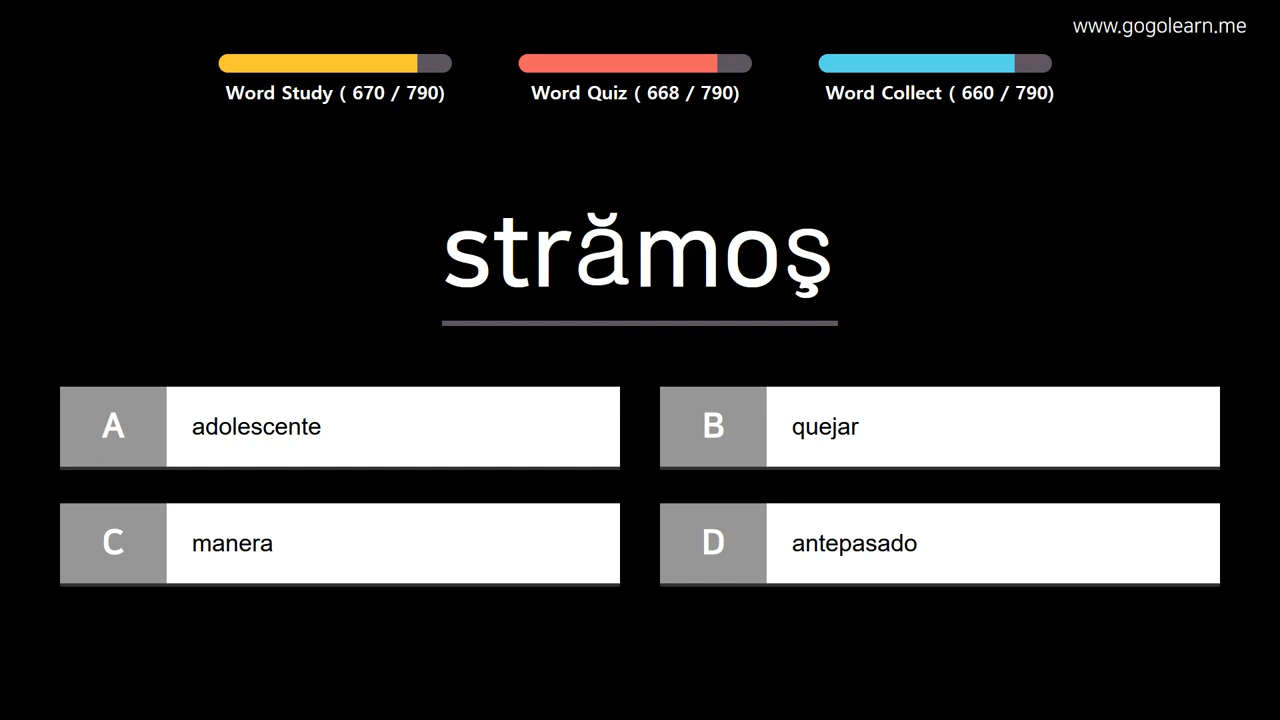 www.gogolearn.me
Word Study ( 670 / 790)
Word Quiz ( 668 / 790)
Word Collect ( 660 / 790)
strămoş
A adolescente
B quejar
C manera
D antepasado